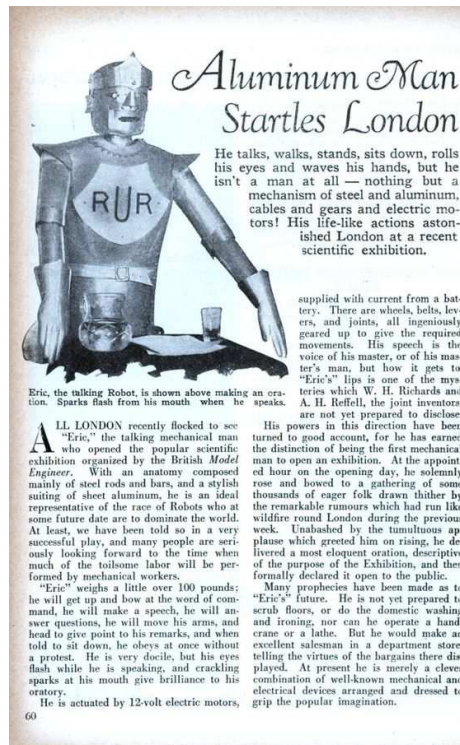 Aluminum Man
Startles London
He talks, walks, stands, sits down, rolls
his eyes and waves his hands, but he
isn't a man at all — nothing but a
mechanism of steel and aluminum,
cables and gears and electric mo-
tors! His life-like actions aston-
ished London at a recent
scientific exhibition.
RUR
Eric, the talking Robot, is shown above making an ora-
tion. Sparks flash from his mouth when he speaks.
ALL LONDON recently flocked to see
"Eric," the talking mechanical man
who opened the popular scientific
exhibition organized by the British Model
Engineer. With an anatomy composed
mainly of steel rods and bars, and a stylish
suiting of sheet aluminum, he is an ideal
representative of the race of Robots who at
some future date are to dominate the world.
At least, we have been told so in a very
successful play, and many people are seri-
ously looking forward to the time when
much of the toilsome labor will be per-
formed by mechanical workers.
"Eric" weighs a little over 100 pounds;
he will get up and bow at the word of com-
mand, he will make a speech, he will an-
swer questions, he will move his arms, and
head to give point to his remarks, and when
told to sit down, he obeys at once without
a protest. He is very docile, but his eyes
flash while he is speaking, and crackling
sparks at his mouth give brilliance to his
oratory.
He is actuated by 12-volt electric motors,
60
supplied with current from a bat-
tery. There are wheels, belts, lev-
ers, and joints, all ingeniously
geared up to give the required
movements. His speech is the
voice of his master, or of his mas-
ter's man, but how it gets to
"Eric's" lips is one of the mys-
teries which W. H. Richards and
A. H. Reffell, the joint inventors
are not yet prepared to disclose
His powers in this direction have been
turned to good account, for he has earned
the distinction of being the first mechanical
man to open an exhibition. At the appoint
ed hour on the opening day, he solemnly
rose and bowed to a gathering of some
thousands of eager folk drawn thither by
the remarkable rumours which had run like
wildfire round London during the previous
week. Unabashed by the tumultuous ap
plause which greeted him on rising, he de
livered a most eloquent oration, descriptive
of the purpose of the Exhibition, and then
formally declared it open to the public.
Many prophecies have been made as to
"Eric's" future. He is not yet prepared to
scrub floors, or do the domestic washing
and ironing, nor can he operate a hand
crane or a lathe. But he would make an
excellent salesman in a department store
telling the virtues of the bargains there dis
played. At present he is merely a clever
combination of well-known mechanical and
electrical devices arranged and dressed to
grip the popular imagination.